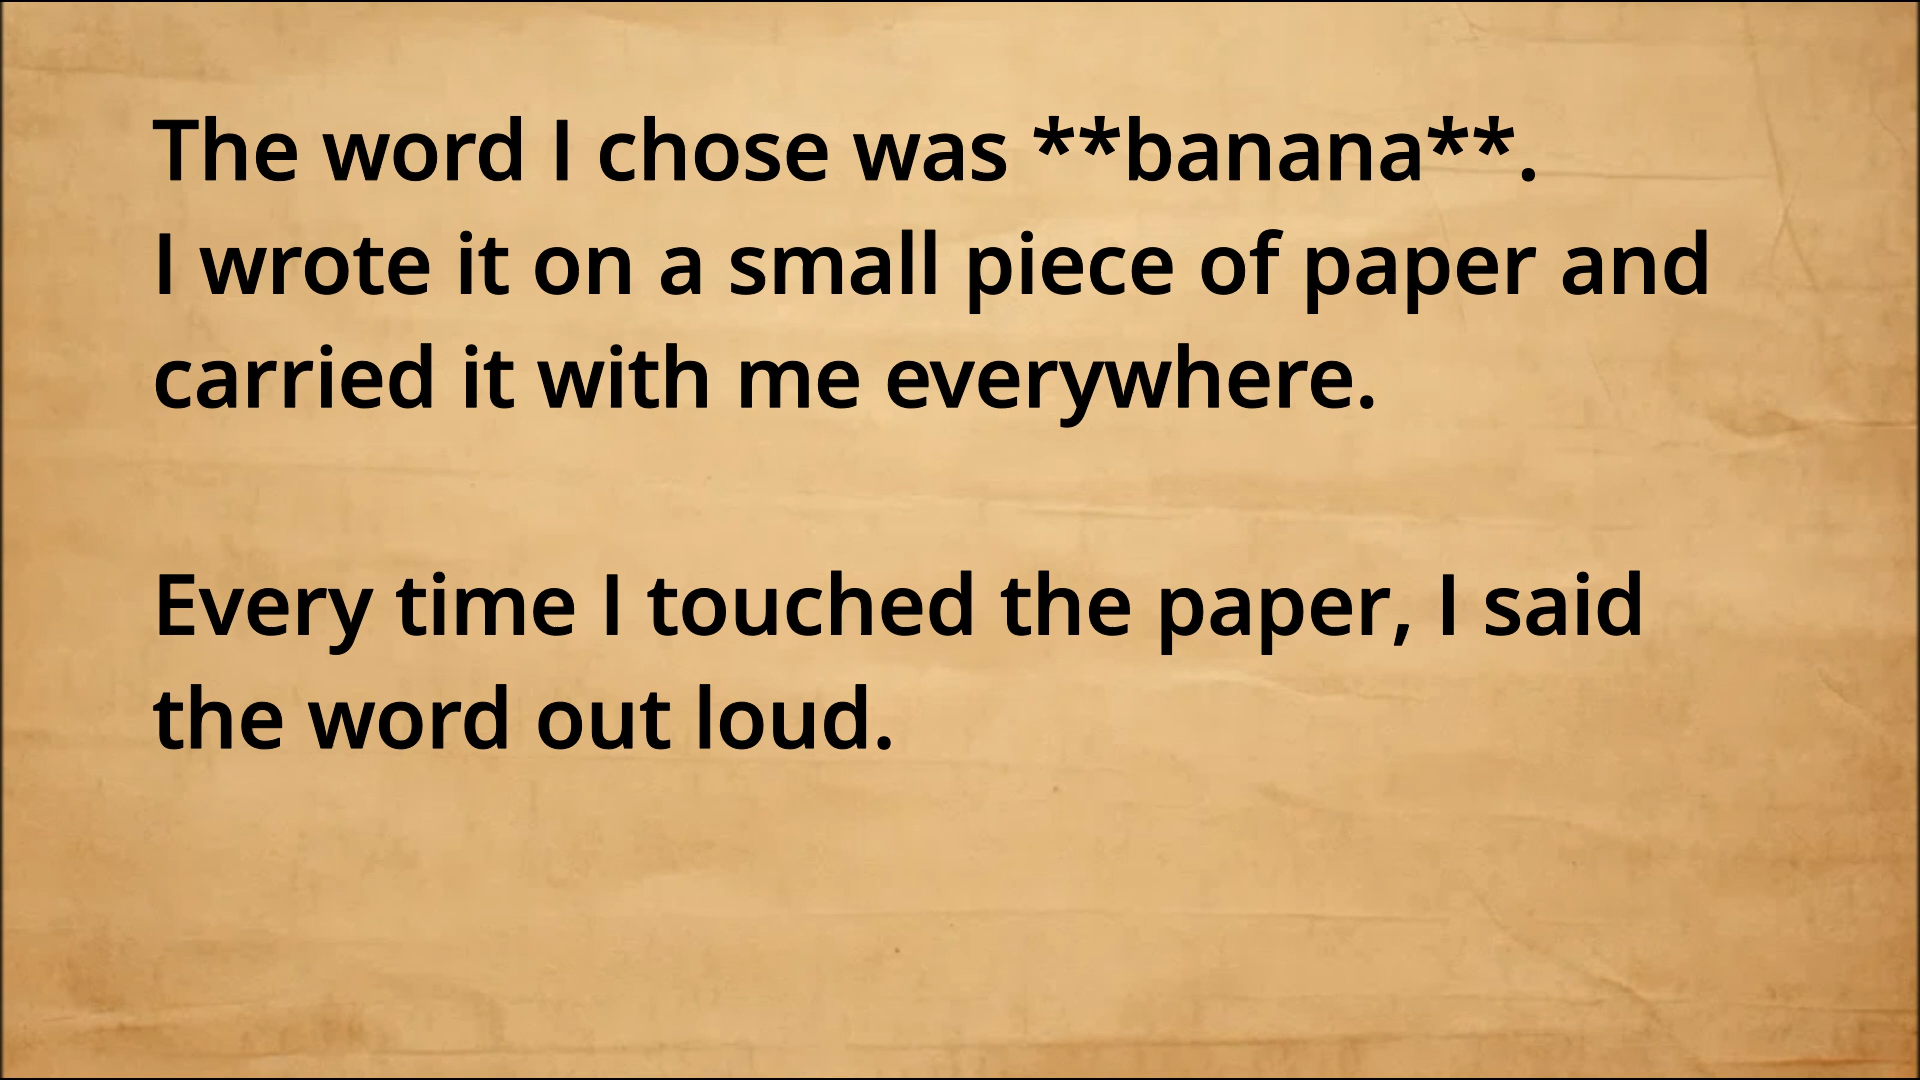 The word I chose was **banana**.
I wrote it on a small piece of paper and
carried it with me everywhere.
Every time I touched the paper, I said
the word out loud.